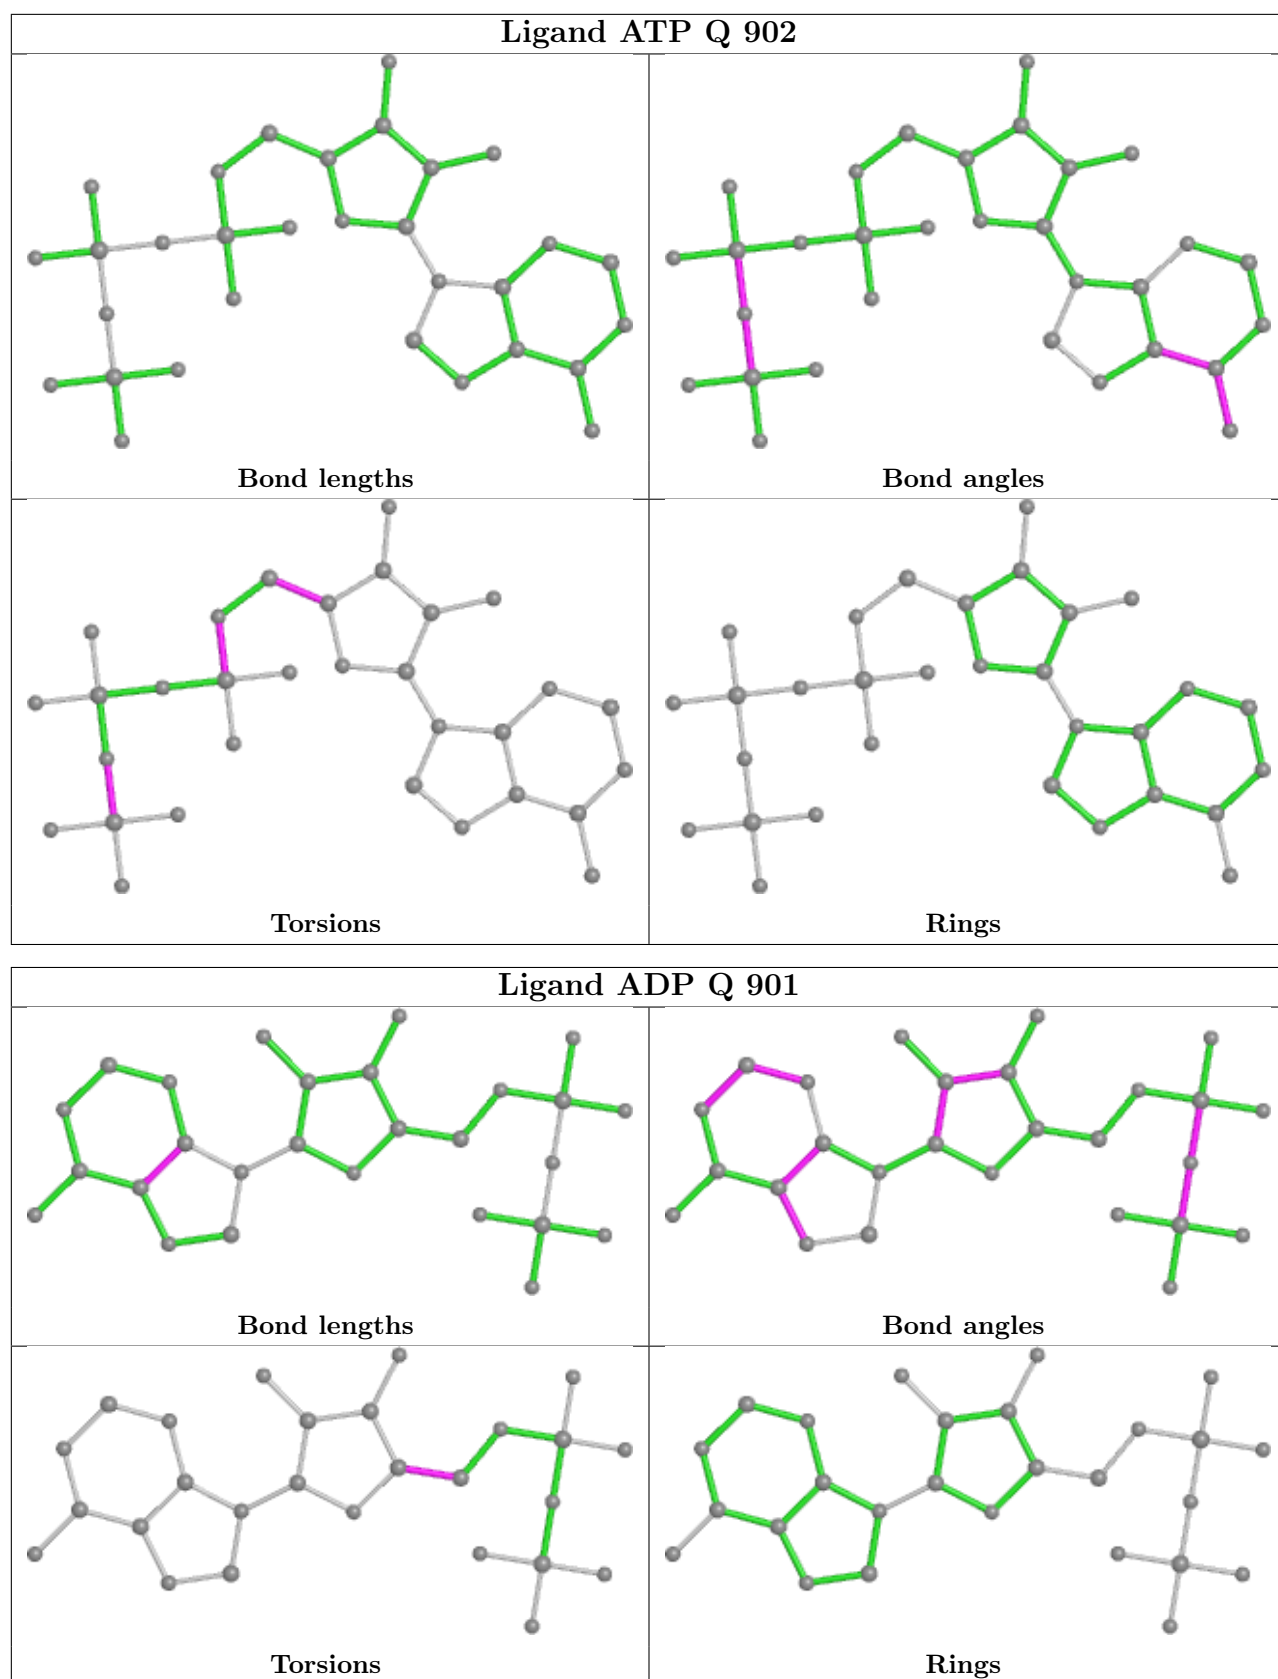 Ligand ATP Q 902
Bond lengths
Bond angles
Torsions
Rings
Ligand ADP Q 901
Bond lengths
Bond angles
Torsions
Rings